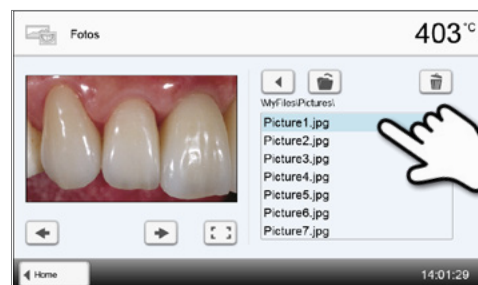 Fotos
403 °C
\MyFiles\Pictures\
Picture1.jpg
Picture2.jpg
Picture3.jpg
Picture4.jpg
Picture5.jpg
Picture6.jpg
Picture7.jpg
Home
14:01:29